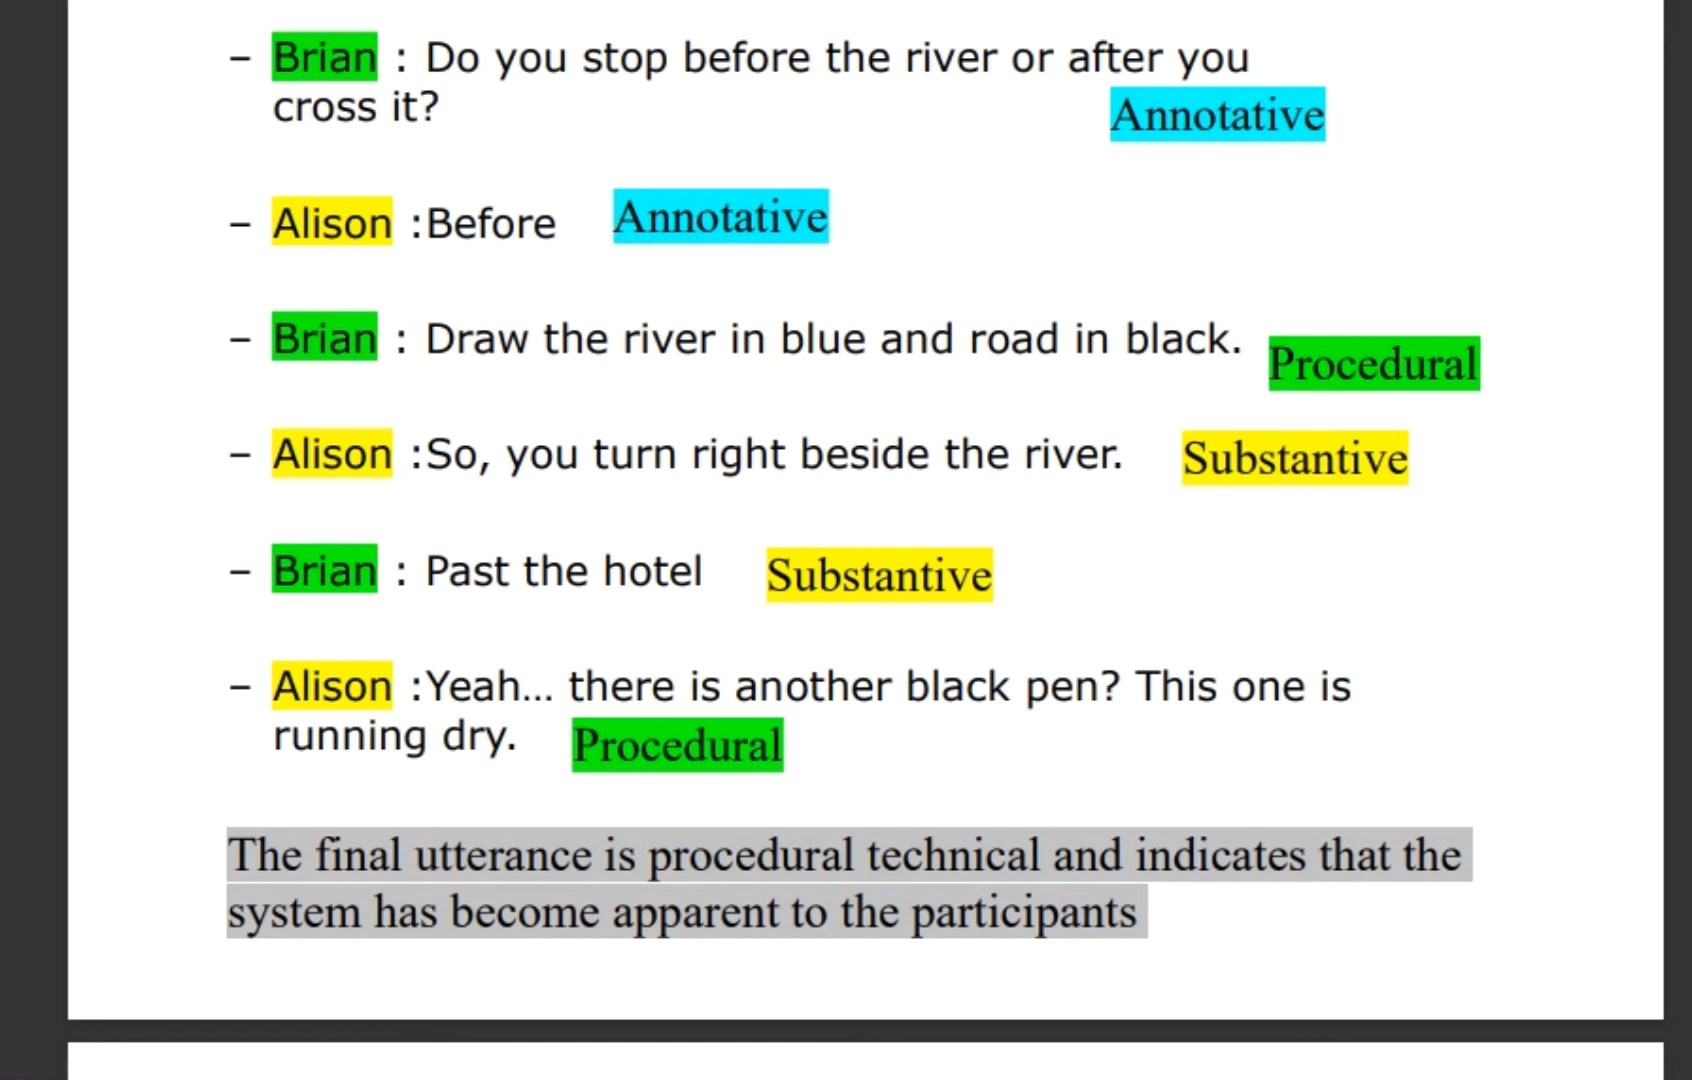 – Brian : Do you stop before the river or after you
cross it?
Annotative
– Alison :Before Annotative
– Brian : Draw the river in blue and road in black.
Procedural
– Alison :So, you turn right beside the river. Substantive
– Brian : Past the hotel Substantive
– Alison :Yeah… there is another black pen? This one is
running dry. Procedural
The final utterance is procedural technical and indicates that the
system has become apparent to the participants